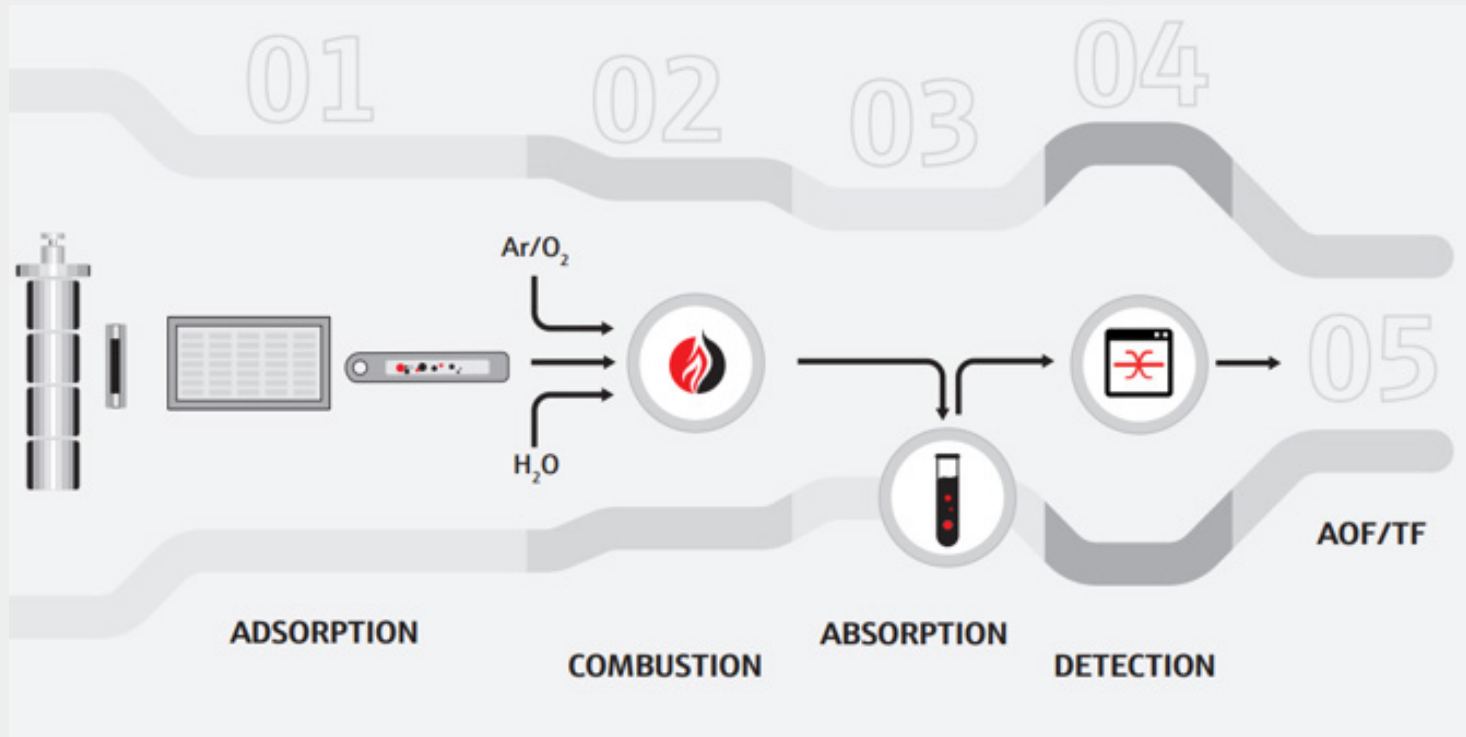 01
02
03
04
Ar/O₂
H₂O
05
AOF/TF
ADSORPTION
COMBUSTION
ABSORPTION
DETECTION